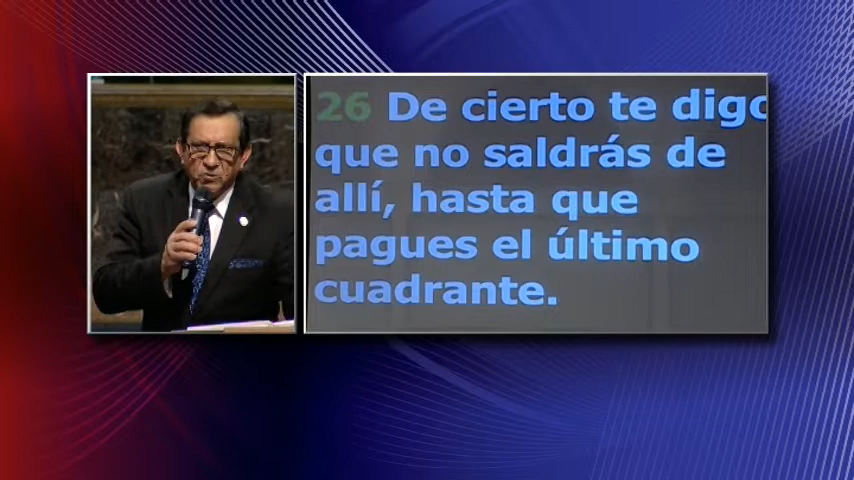 26 De cierto te digo
que no saldrás de
allí, hasta que
pagues el último
cuadrante.